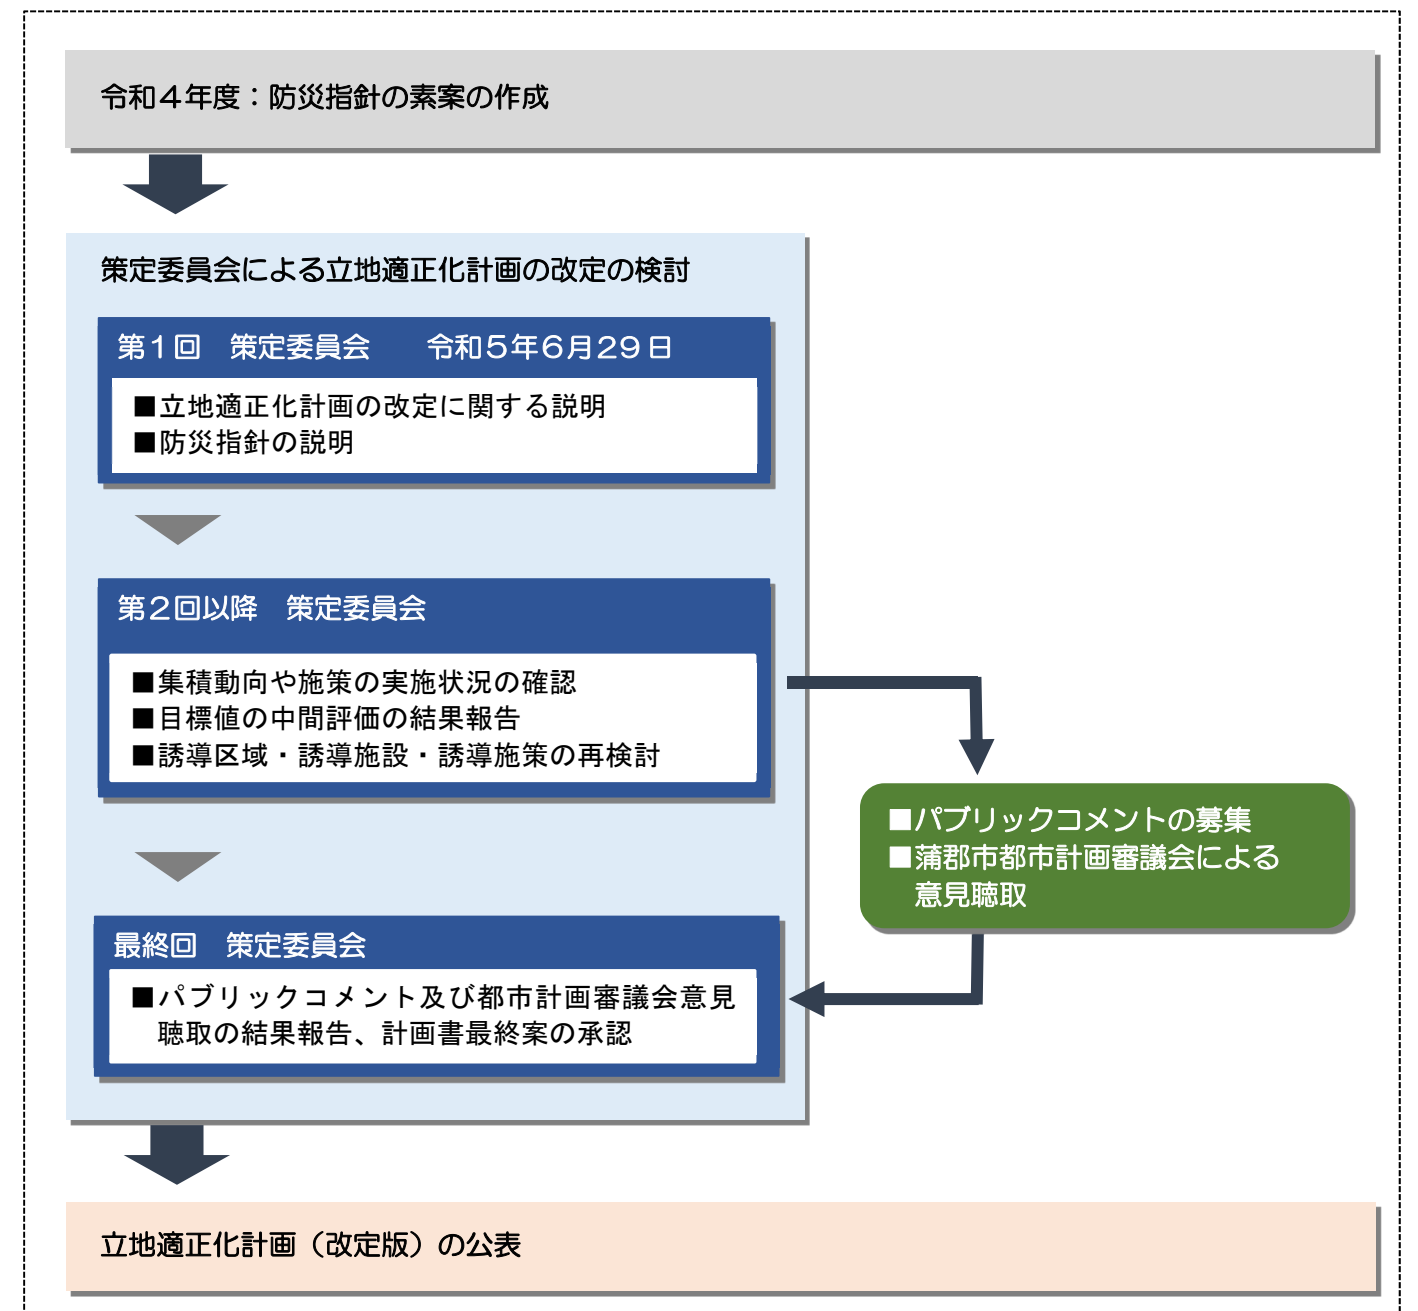 令和４年度：防災指針の素案の作成
策定委員会による立地適正化計画の改定の検討
第１回　策定委員会　　令和５年６月２９日
■立地適正化計画の改定に関する説明
■防災指針の説明
第２回以降　策定委員会
■集積動向や施策の実施状況の確認
■目標値の中間評価の結果報告
■誘導区域・誘導施設・誘導施策の再検討
■パブリックコメントの募集
■蒲郡市都市計画審議会による
意見聴取
最終回　策定委員会
■パブリックコメント及び都市計画審議会意見
聴取の結果報告、計画書最終案の承認
立地適正化計画（改定版）の公表